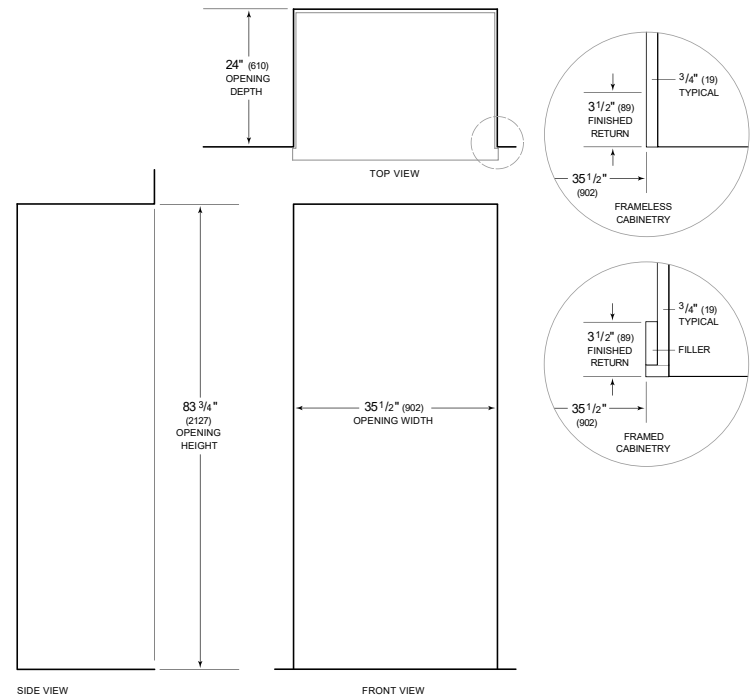 24" (610)
OPENING
DEPTH
TOP VIEW
3/4" (19)
TYPICAL
3 1/2" (89)
FINISHED
RETURN
35 1/2"
(902)
FRAMELESS
CABINETRY
3/4" (19)
TYPICAL
3 1/2" (89)
FINISHED
RETURN
FILLER
35 1/2"
(902)
FRAMED
CABINETRY
83 3/4"
(2127)
OPENING
HEIGHT
35 1/2" (902)
OPENING WIDTH
SIDE VIEW
FRONT VIEW